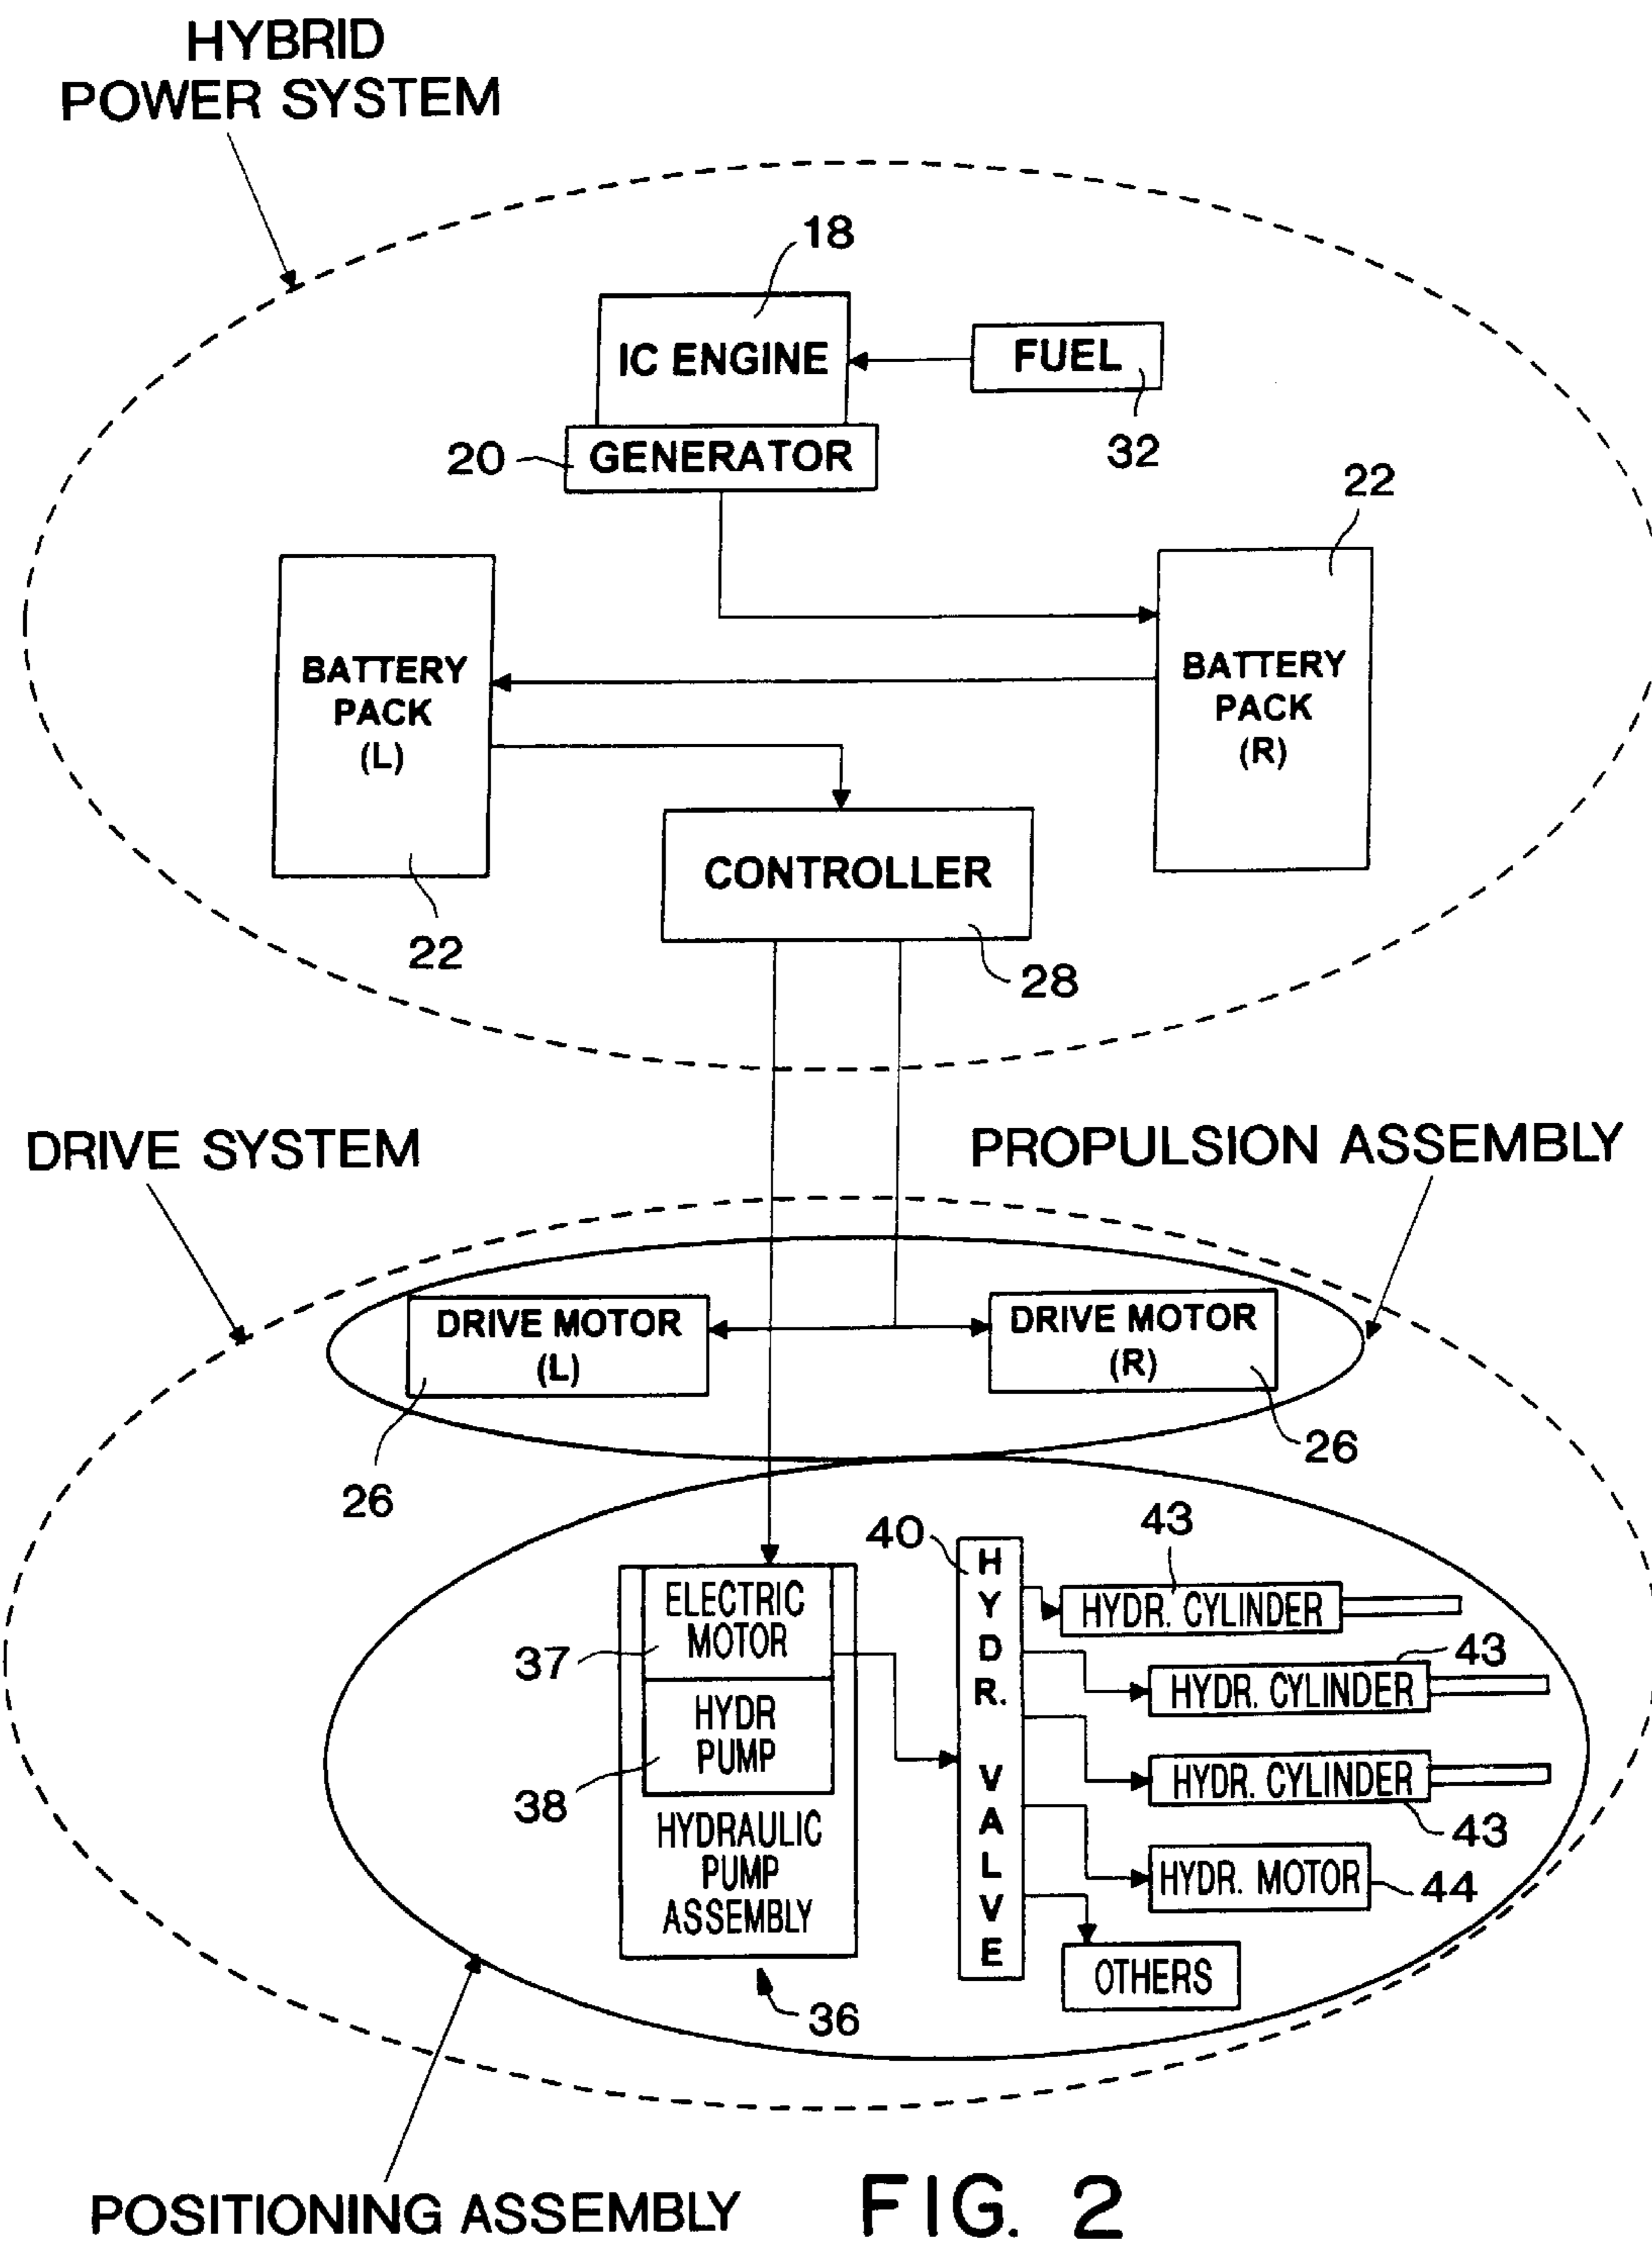 HYBRID
POWER SYSTEM
18
IC ENGINE
FUEL
32
20
GENERATOR
22
BATTERY
PACK
(L)
BATTERY
PACK
(R)
CONTROLLER
22
28
DRIVE SYSTEM
PROPULSION ASSEMBLY
DRIVE MOTOR
(L)
DRIVE MOTOR
(R)
26
26
40
43
HYDR. VALVE
ELECTRIC
MOTOR
37
HYDR
PUMP
38
HYDRAULIC
PUMP
ASSEMBLY
36
HYDR. CYLINDER
43
HYDR. CYLINDER
HYDR. CYLINDER
43
HYDR. MOTOR
44
OTHERS
POSITIONING ASSEMBLY
FIG. 2